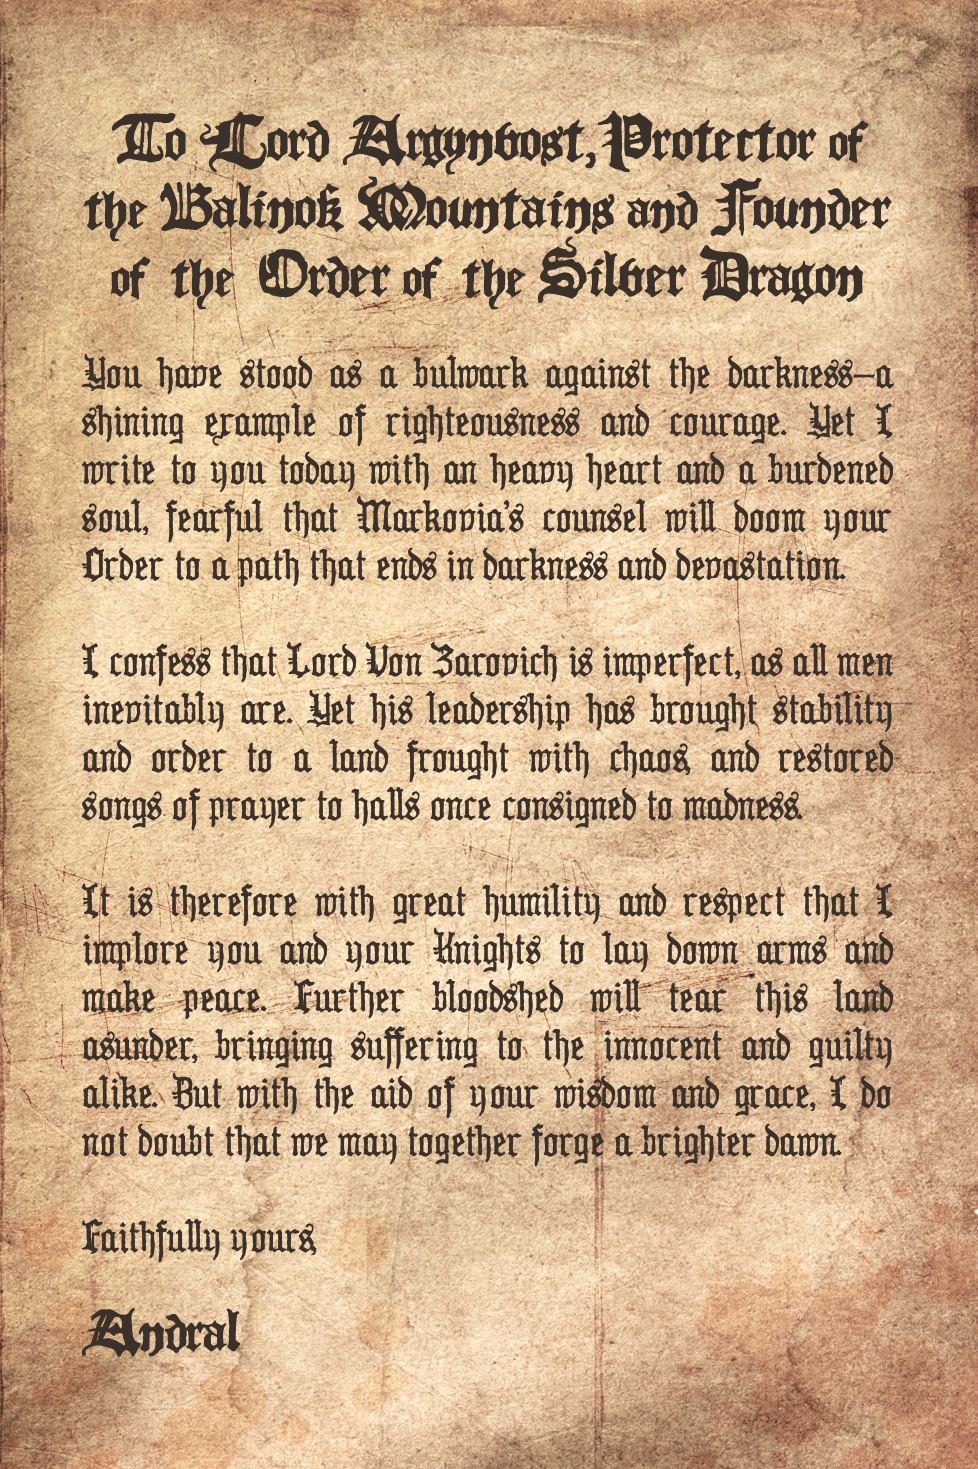 To Lord Argynvost, Protector of
the Balinok Mountains and Founder
of the Order of the Silver Dragon
You have stood as a bulwark against the darkness—a
shining example of righteousness and courage. Yet I
write to you today with an heavy heart and a burdened
soul, fearful that Markovia's counsel will doom your
Order to a path that ends in darkness and devastation.
I confess that Lord Von Zarovich is imperfect, as all men
inevitably are. Yet his leadership has brought stability
and order to a land frought with chaos, and restored
songs of prayer to halls once consigned to madness.
It is therefore with great humility and respect that I
implore you and your Knights to lay down arms and
make peace. Further bloodshed will tear this land
asunder, bringing suffering to the innocent and guilty
alike. But with the aid of your wisdom and grace, I do
not doubt that we may together forge a brighter dawn.
Faithfully yours,
Andral